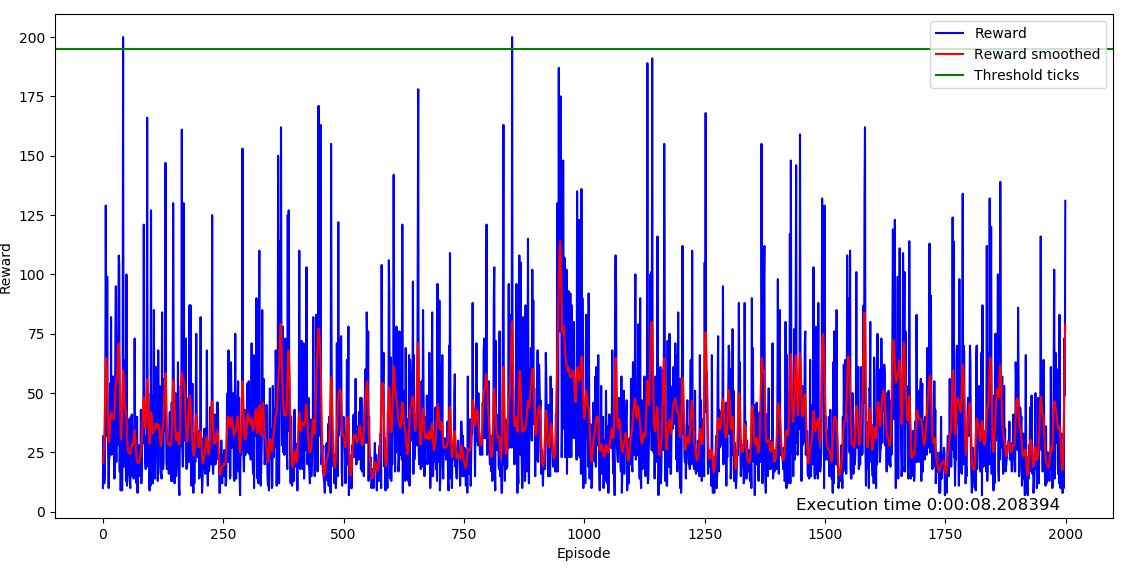 Reward
Reward smoothed
Threshold ticks
200
175
150
125
100
75
50
25
0
Reward
Execution time 0:00:08.208394
0 250 500 750 1000 1250 1500 1750 2000
Episode